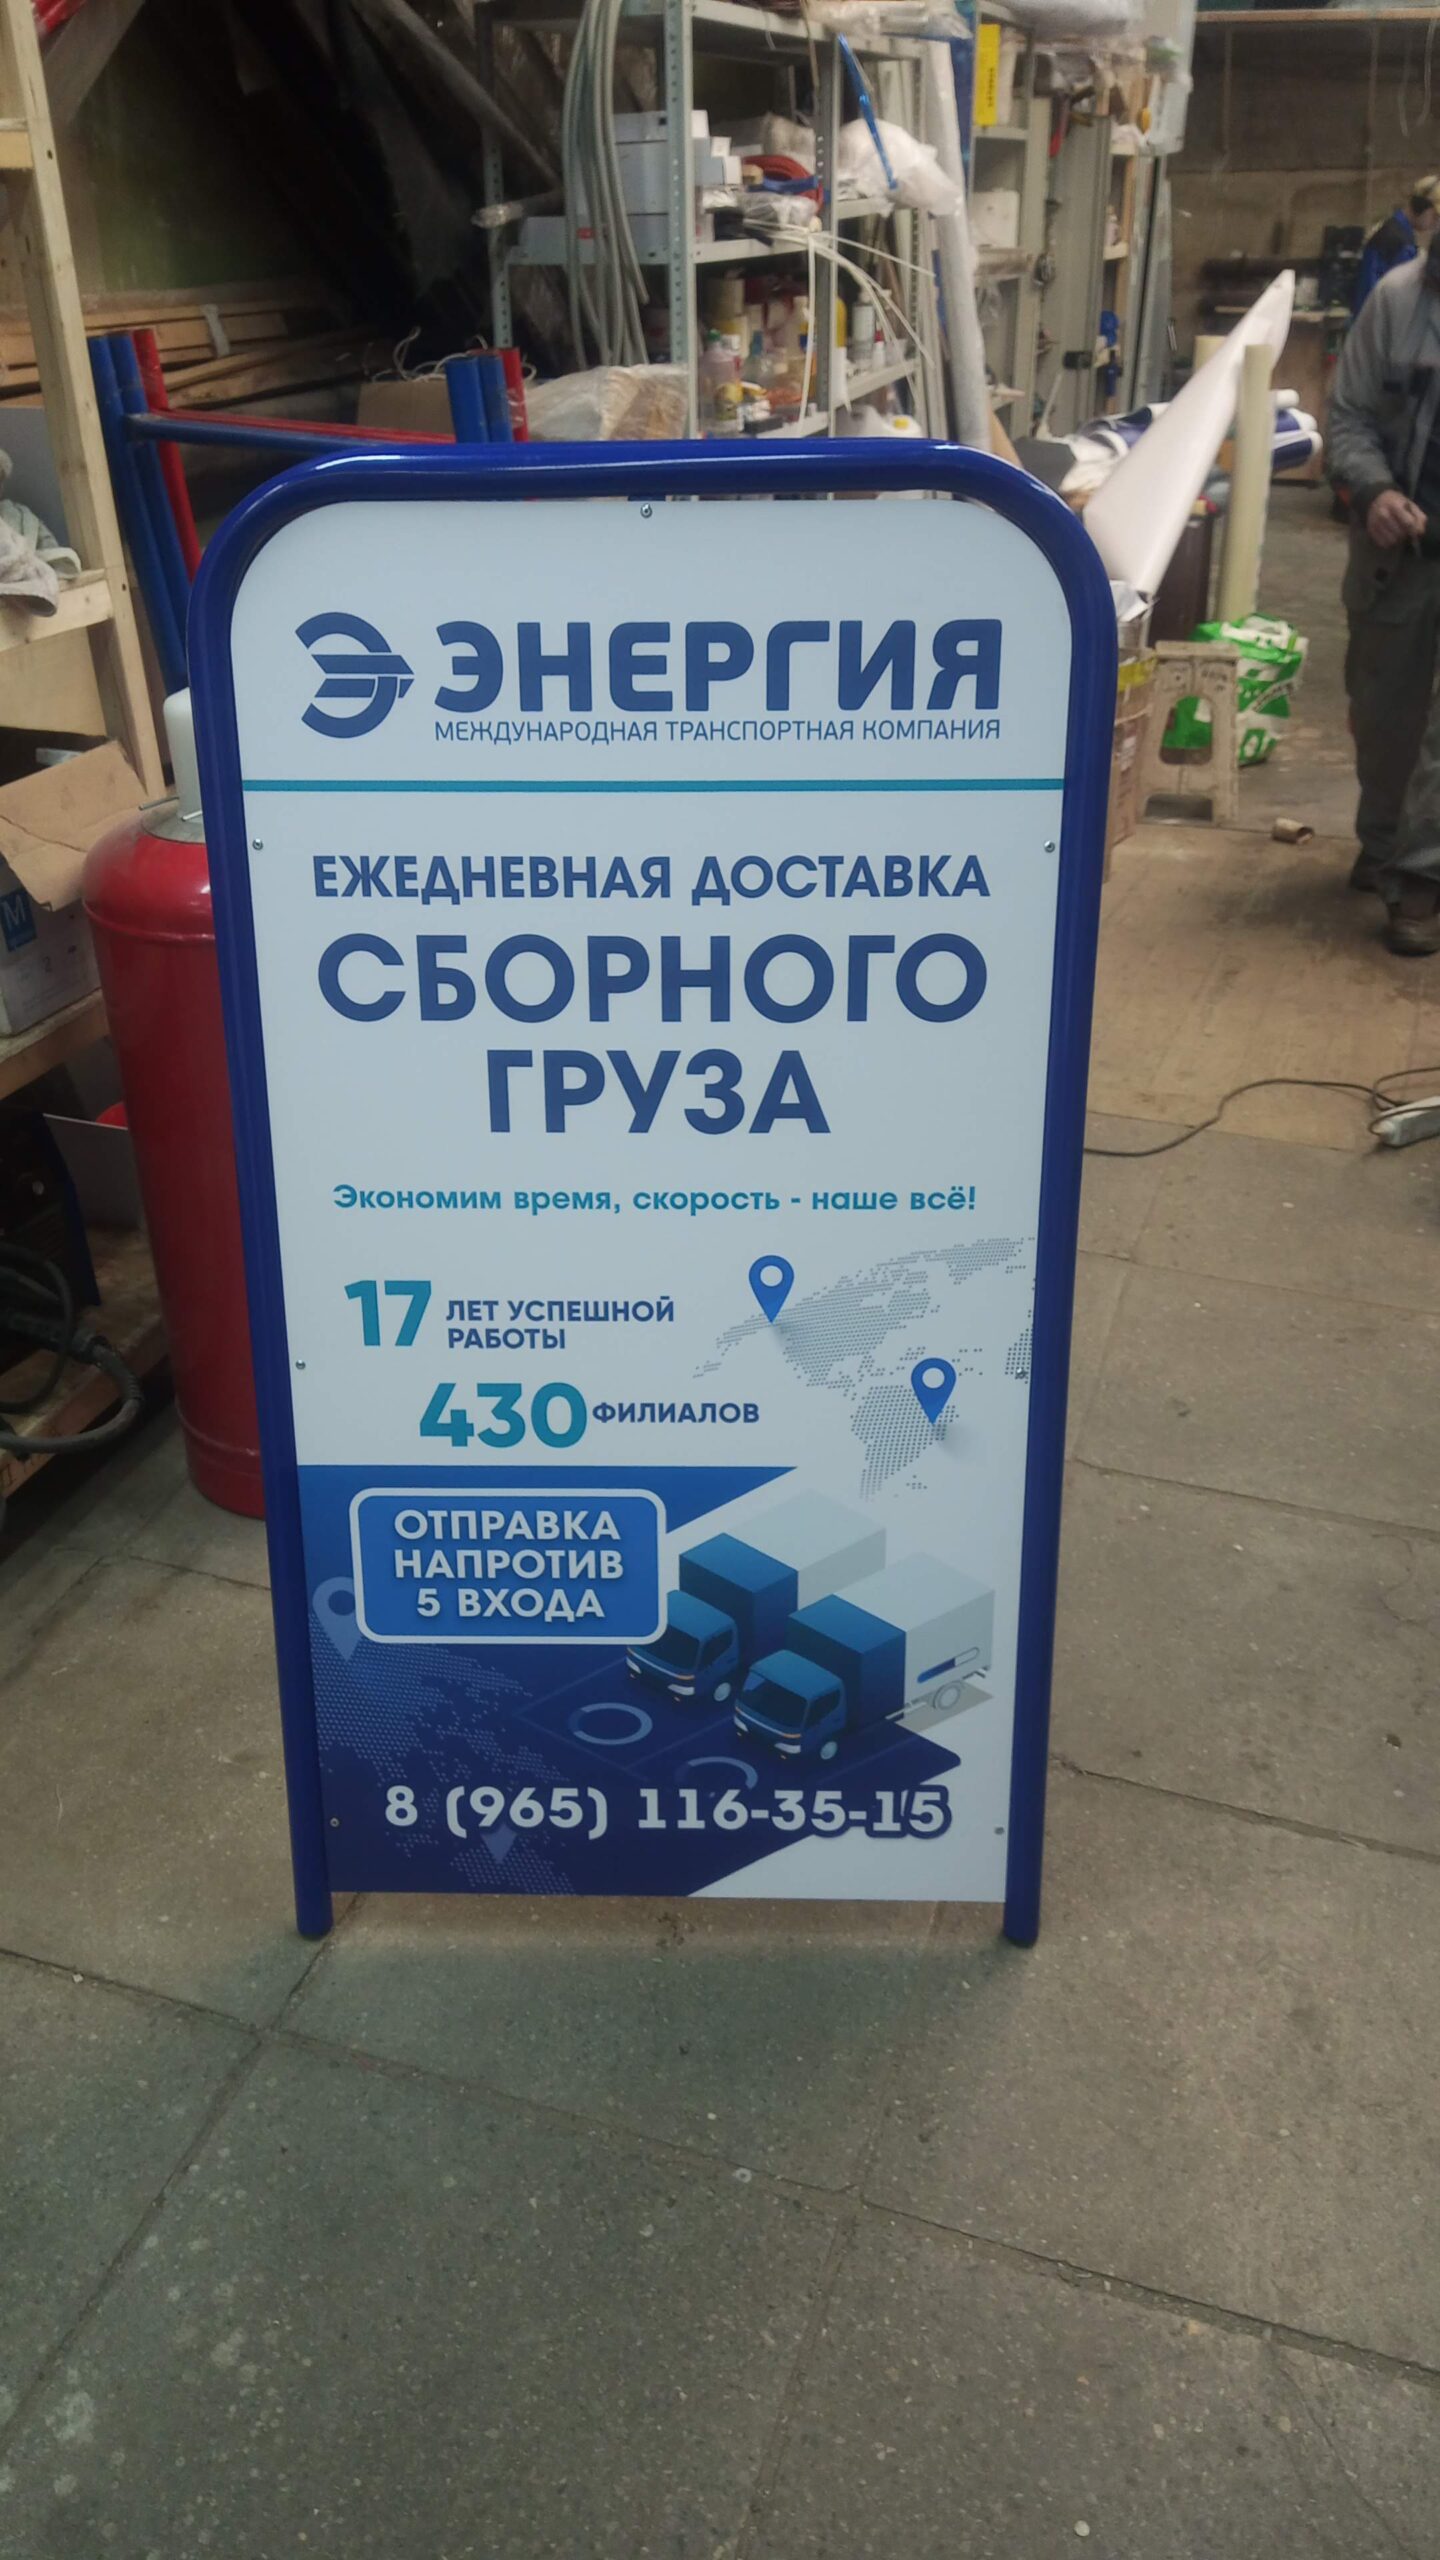 ЭНЕРГИЯ
МЕЖДУНАРОДНАЯ ТРАНСПОРТНАЯ КОМПАНИЯ
ЕЖЕДНЕВНАЯ ДОСТАВКА
СБОРНОГО
ГРУЗА
Экономим время, скорость - наше всё!
17 ЛЕТ УСПЕШНОЙ
РАБОТЫ
430 ФИЛИАЛОВ
ОТПРАВКА
НАПРОТИВ
5 ВХОДА
8 (965) 116-35-15